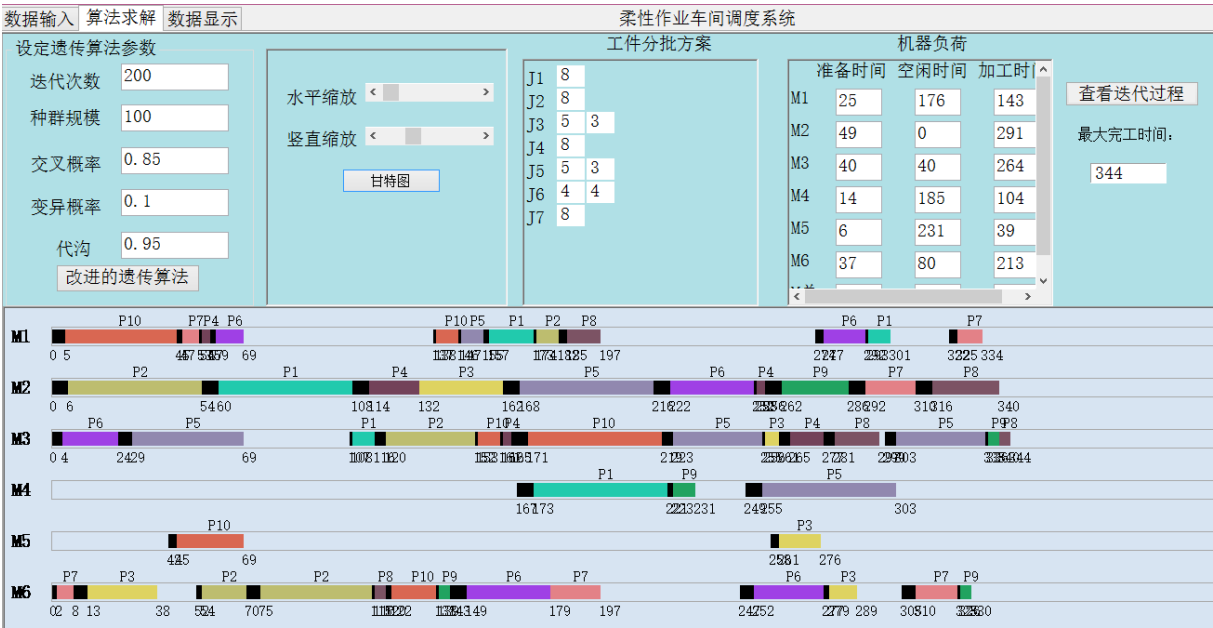 数据输入 算法求解 数据显示 柔性作业车间调度系统
设定遗传算法参数
迭代次数 200
种群规模 100
交叉概率 0.85
变异概率 0.1
代沟 0.95
改进的遗传算法
水平缩放
竖直缩放
甘特图
工件分批方案
J1 8
J2 8
J3 5 3
J4 8
J5 5 3
J6 4 4
J7 8
机器负荷
准备时间 空闲时间 加工时
M1 25 176 143
M2 49 0 291
M3 40 40 264
M4 14 185 104
M5 6 231 39
M6 37 80 213
查看迭代过程
最大完工时间:
344
P10 P7 P4 P6 P10 P5 P1 P2 P8 P6 P1 P7
M1
0 5 69 197 301 334
P2 P1 P4 P3 P5 P6 P4 P9 P7 P8
M2
0 6 54 60 108 114 132 162 168 216 222 262 286 292 310 316 340
P6 P5 P1 P2 P10 P4 P10 P5 P3 P4 P8 P5 P9 P8
M3
0 4 24 29 69 120 171 219 223 265 303 344
P1 P9 P5
M4
167 173 231 249 255 303
P10 P3
M5
69 276
P7 P3 P2 P2 P8 P10 P9 P6 P7 P6 P3 P7 P9
M6
0 2 8 13 38 70 75 149 179 197 289